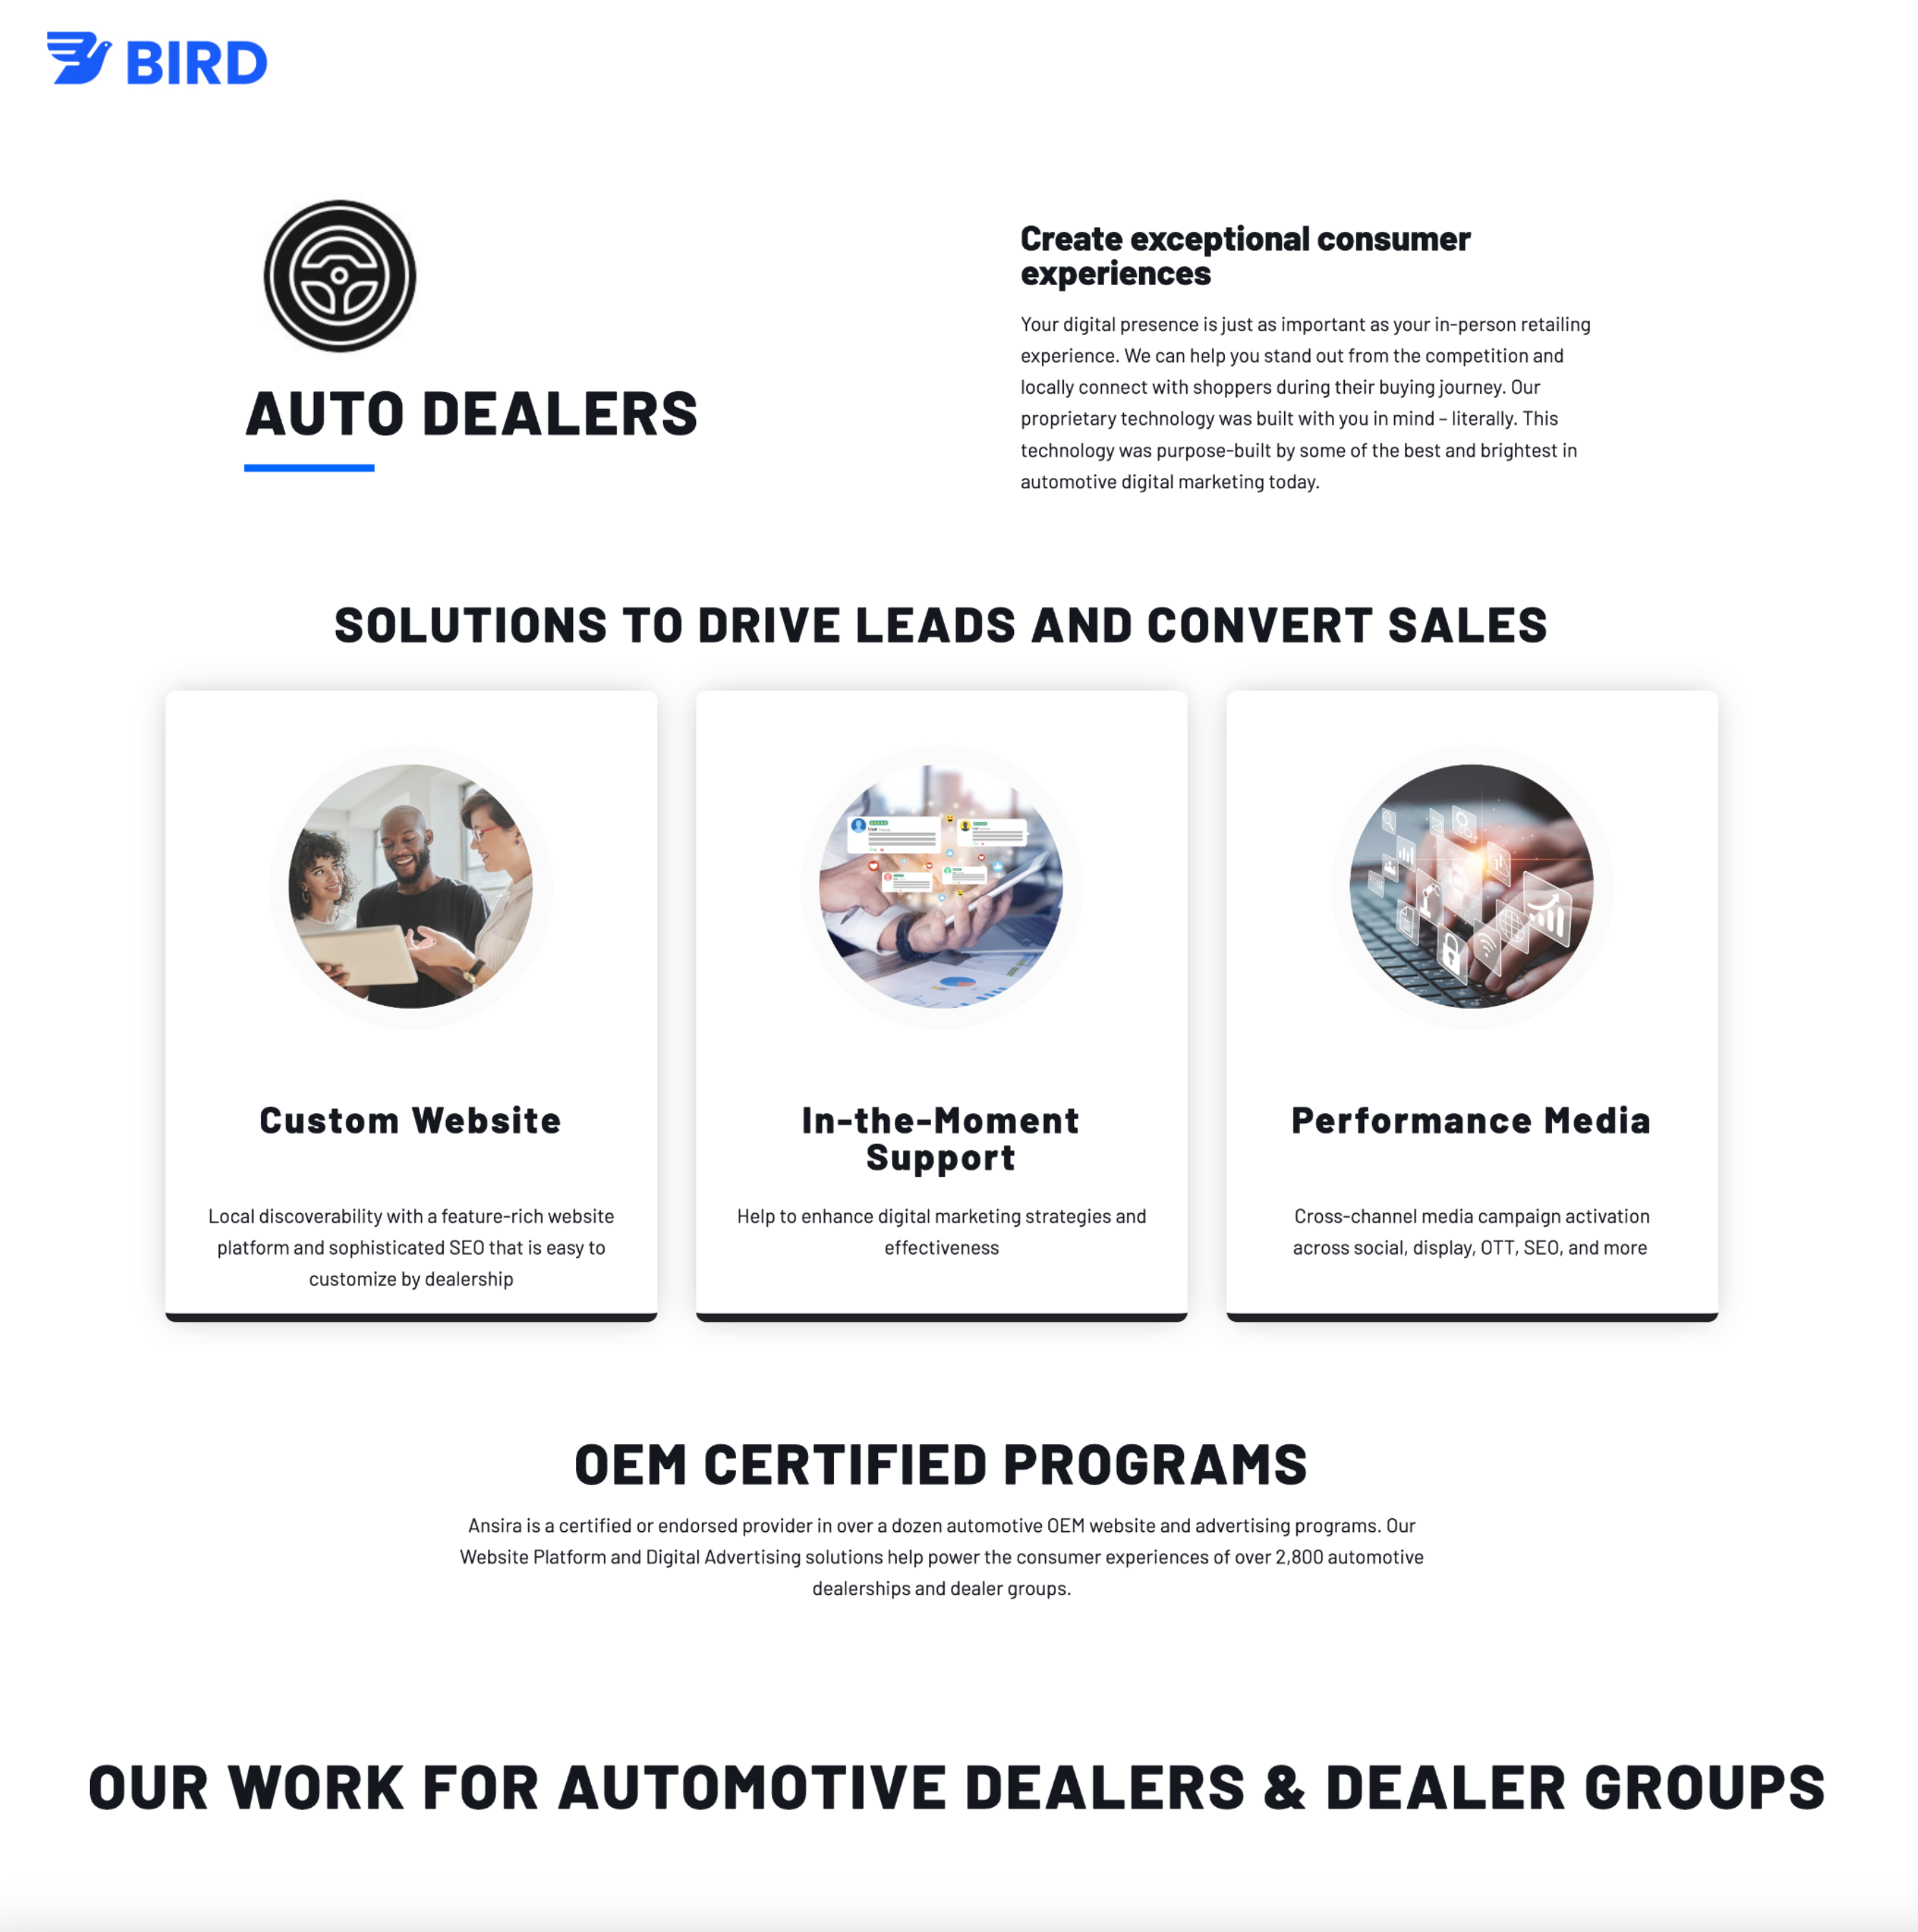 BIRD
AUTO DEALERS
Create exceptional consumer
experiences
Your digital presence is just as important as your in-person retailing
experience. We can help you stand out from the competition and
locally connect with shoppers during their buying journey. Our
proprietary technology was built with you in mind – literally. This
technology was purpose-built by some of the best and brightest in
automotive digital marketing today.
SOLUTIONS TO DRIVE LEADS AND CONVERT SALES
Custom Website
Local discoverability with a feature-rich website
platform and sophisticated SEO that is easy to
customize by dealership
In-the-Moment
Support
Help to enhance digital marketing strategies and
effectiveness
Performance Media
Cross-channel media campaign activation
across social, display, OTT, SEO, and more
OEM CERTIFIED PROGRAMS
Ansira is a certified or endorsed provider in over a dozen automotive OEM website and advertising programs. Our
Website Platform and Digital Advertising solutions help power the consumer experiences of over 2,800 automotive
dealerships and dealer groups.
OUR WORK FOR AUTOMOTIVE DEALERS & DEALER GROUPS